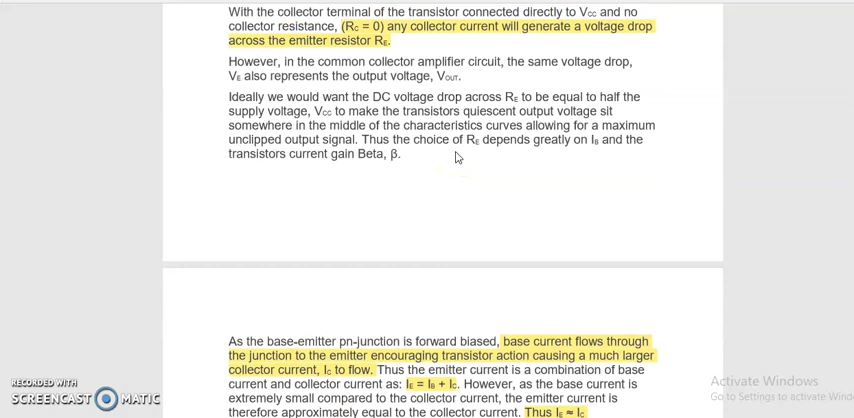 With the collector terminal of the transistor connected directly to VCC and no
collector resistance, (RC = 0) any collector current will generate a voltage drop
across the emitter resistor RE.
However, in the common collector amplifier circuit, the same voltage drop,
VE also represents the output voltage, VOUT.
Ideally we would want the DC voltage drop across RE to be equal to half the
supply voltage, VCC to make the transistors quiescent output voltage sit
somewhere in the middle of the characteristics curves allowing for a maximum
unclipped output signal. Thus the choice of RE depends greatly on IB and the
transistors current gain Beta, β.
As the base-emitter pn-junction is forward biased, base current flows through
the junction to the emitter encouraging transistor action causing a much larger
collector current, IC to flow. Thus the emitter current is a combination of base
current and collector current as: IE = IB + IC. However, as the base current is
extremely small compared to the collector current, the emitter current is
therefore approximately equal to the collector current. Thus IE ≈ IC
RECORDED WITH
SCREENCAST MATIC
Activate Windows
Go to Settings to activate Wind